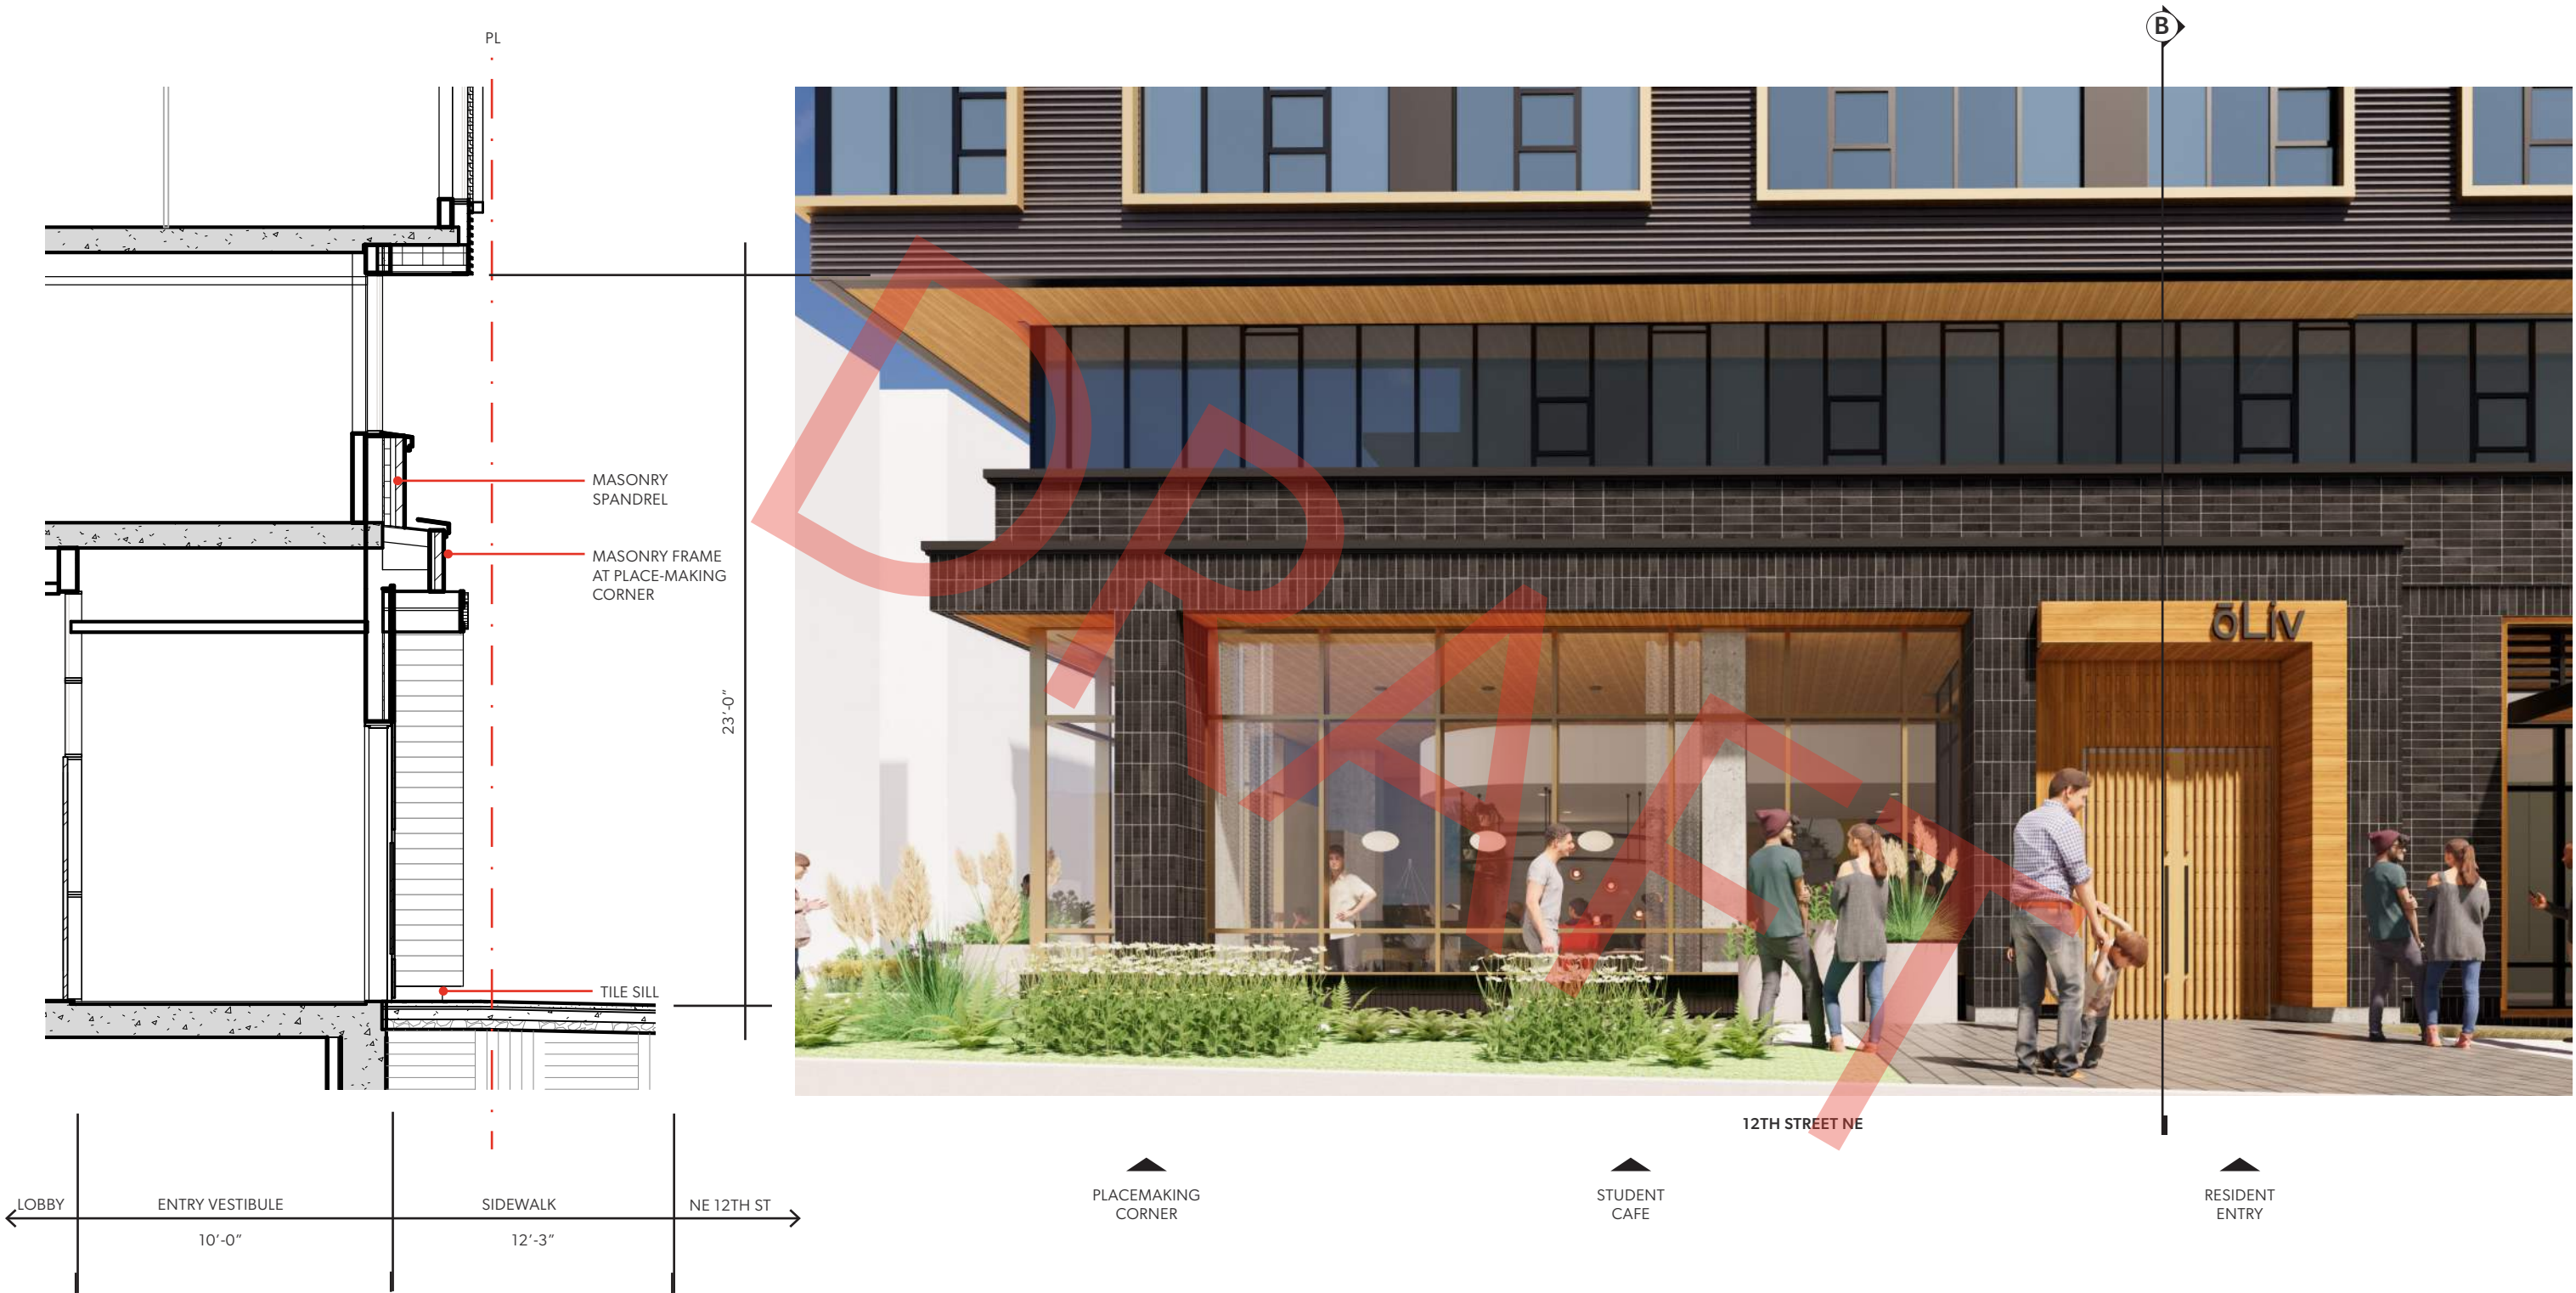 PL
B
MASONRY
SPANDREL
MASONRY FRAME
AT PLACE-MAKING
CORNER
23'-0"
TILE SILL
ōLiv
DRAFT
12TH STREET NE
PLACEMAKING
CORNER
STUDENT
CAFE
RESIDENT
ENTRY
LOBBY
ENTRY VESTIBULE
SIDEWALK
NE 12TH ST
10'-0"
12'-3"